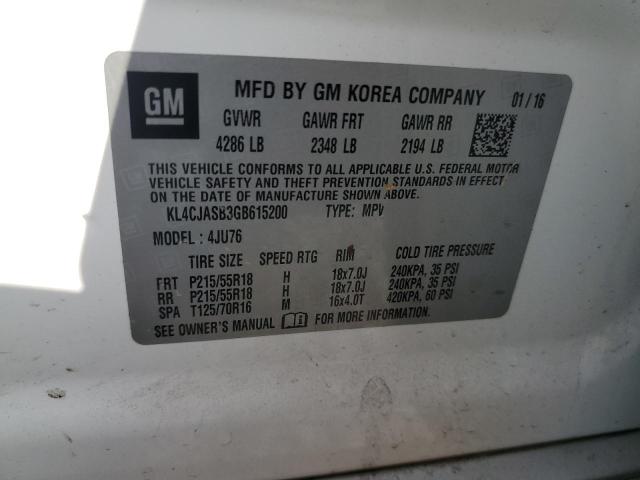 GM MFD BY GM KOREA COMPANY 01 / 16
GVWR GAWR FRT GAWR RR
4286 LB 2348 LB 2194 LB
THIS VEHICLE CONFORMS TO ALL APPLICABLE U.S. FEDERAL MOTOR
VEHICLE SAFETY AND THEFT PREVENTION STANDARDS IN EFFECT
ON THE DATE OF MANUFACTURE SHOWN ABOVE.
KL4CJASB3GB615200 TYPE: MPV
MODEL: 4JU76
TIRE SIZE SPEED RTG RIM COLD TIRE PRESSURE
FRT P215/55R18 H 18x7.0J 240KPA, 35 PSI
RR P215/55R18 H 18x7.0J 240KPA, 35 PSI
SPA T125/70R16 M 16x4.0T 420KPA, 60 PSI
SEE OWNER'S MANUAL FOR MORE INFORMATION.